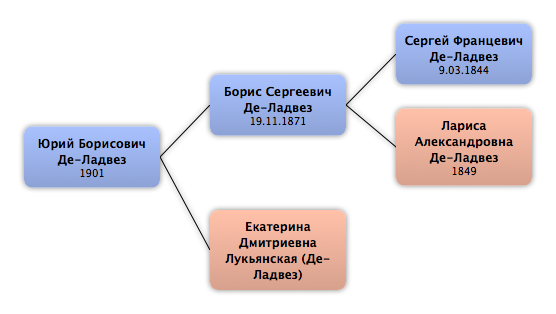 Сергей Францевич
Де-Ладвез
9.03.1844
Борис Сергеевич
Де-Ладвез
19.11.1871
Лариса
Александровна
Де-Ладвез
1849
Юрий Борисович
Де-Ладвез
1901
Екатерина
Дмитриевна
Лукьянская (Де-
Ладвез)